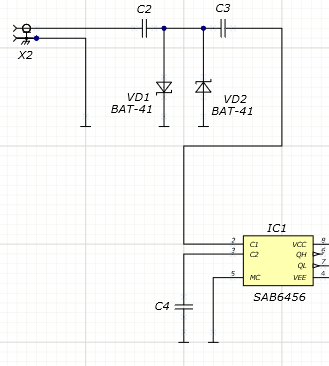 C2
C3
X2
VD1
BAT-41
VD2
BAT-41
IC1
2 C1 VCC 8
3 C2 QH 6
QL 7
5 MC VEE 4
SAB6456
C4